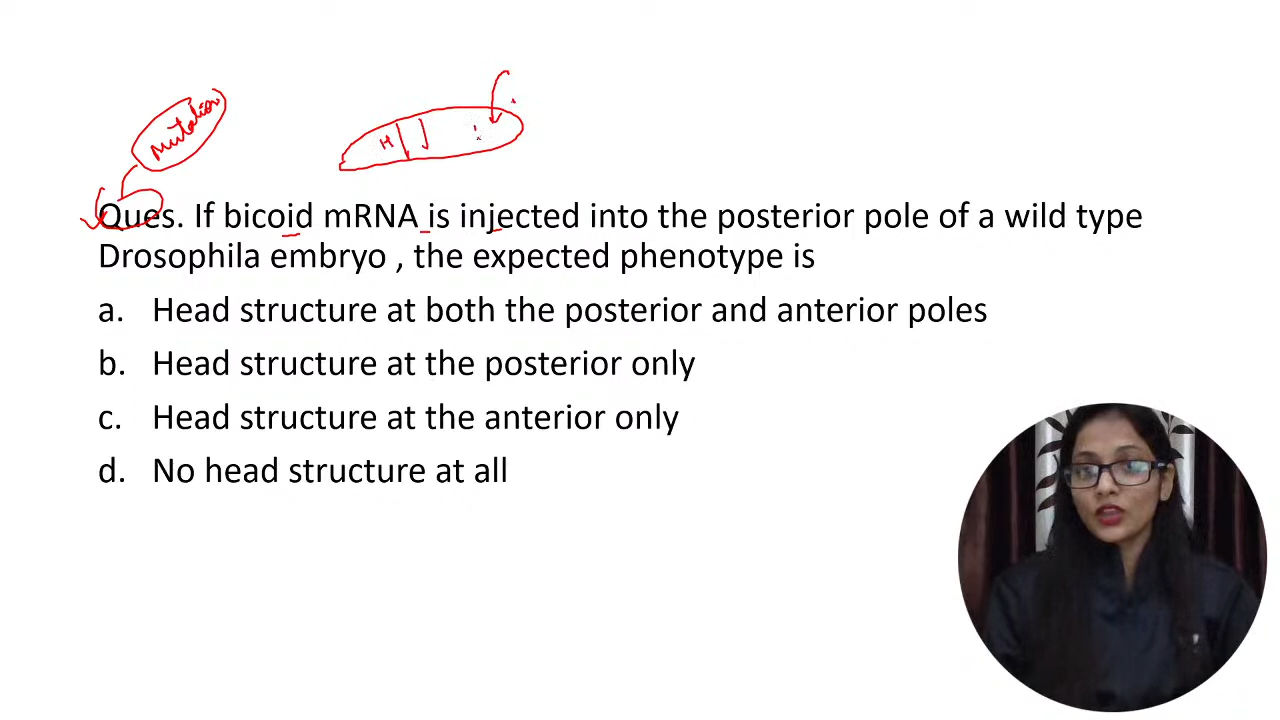 Mutation
H
Ques. If bicoid mRNA is injected into the posterior pole of a wild type
Drosophila embryo , the expected phenotype is
a. Head structure at both the posterior and anterior poles
b. Head structure at the posterior only
c. Head structure at the anterior only
d. No head structure at all